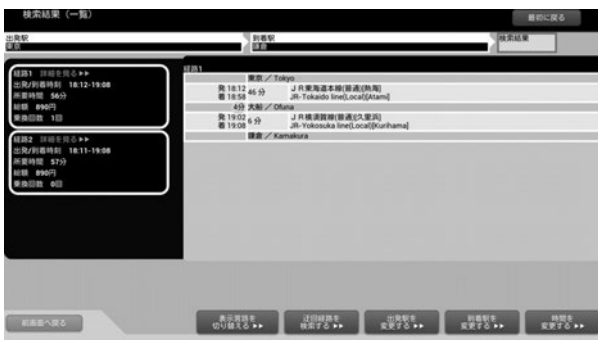 検索結果（一覧）
最初に戻る
出発駅
東京
到着駅
鎌倉
検索結果
経路1 詳細を見る▶▶
出発/到着時刻 18:12-19:08
所要時間 56分
総額 890円
乗換回数 1回
経路2 詳細を見る▶▶
出発/到着時刻 18:11-19:08
所要時間 57分
総額 890円
乗換回数 0回
経路1
東京 / Tokyo
発 18:12
着 18:58
46 分
ＪＲ東海道本線(普通)[熱海]
JR-Tokaido line(Local)[Atami]
4分 大船 / Ofuna
発 19:02
着 19:08
6 分
ＪＲ横須賀線(普通)[久里浜]
JR-Yokosuka line(Local)[Kurihama]
鎌倉 / Kamakura
前画面へ戻る
表示言語を
切り替える ▶▶
迂回経路を
検索する ▶▶
出発駅を
変更する ▶▶
到着駅を
変更する ▶▶
時間を
変更する ▶▶